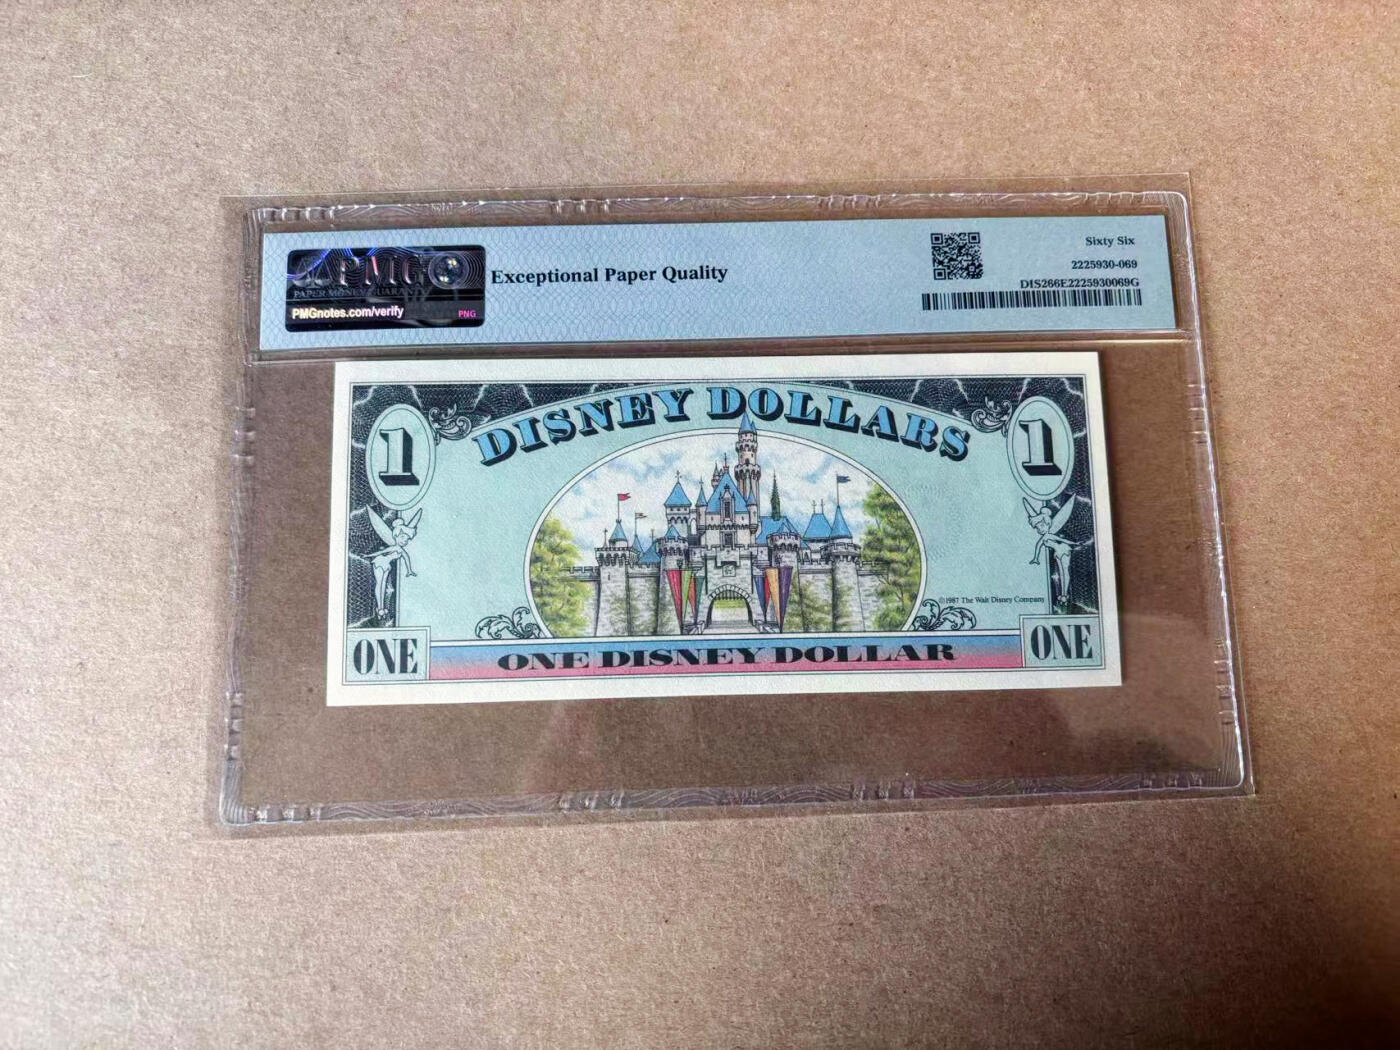 PMG
PAPER MONEY GUARANTY
PMGnotes.com/verify
PNG
Exceptional Paper Quality
Sixty Six
2225930-069
DIS266E2225930069G
DISNEY DOLLARS
1
1
©1987 The Walt Disney Company
ONE
ONE DISNEY DOLLAR
ONE